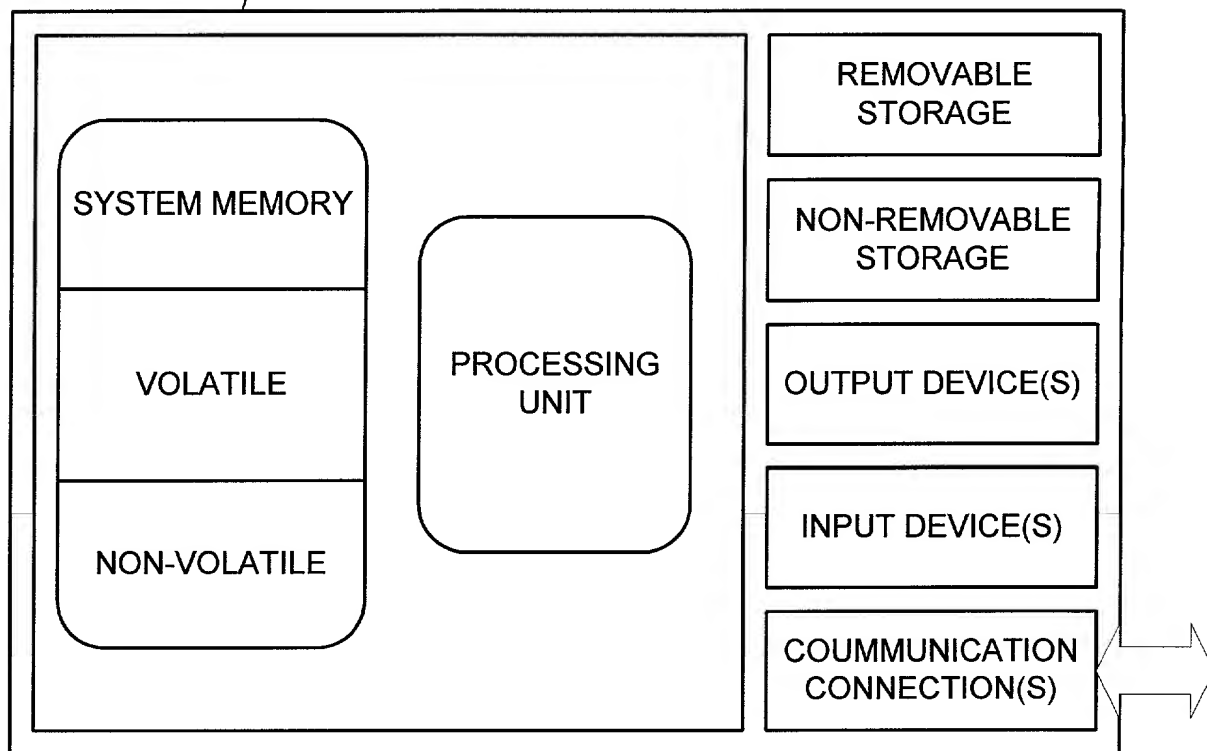 SYSTEM MEMORY
VOLATILE
NON-VOLATILE
PROCESSING
UNIT
REMOVABLE
STORAGE
NON-REMOVABLE
STORAGE
OUTPUT DEVICE(S)
INPUT DEVICE(S)
COUMMUNICATION
CONNECTION(S)